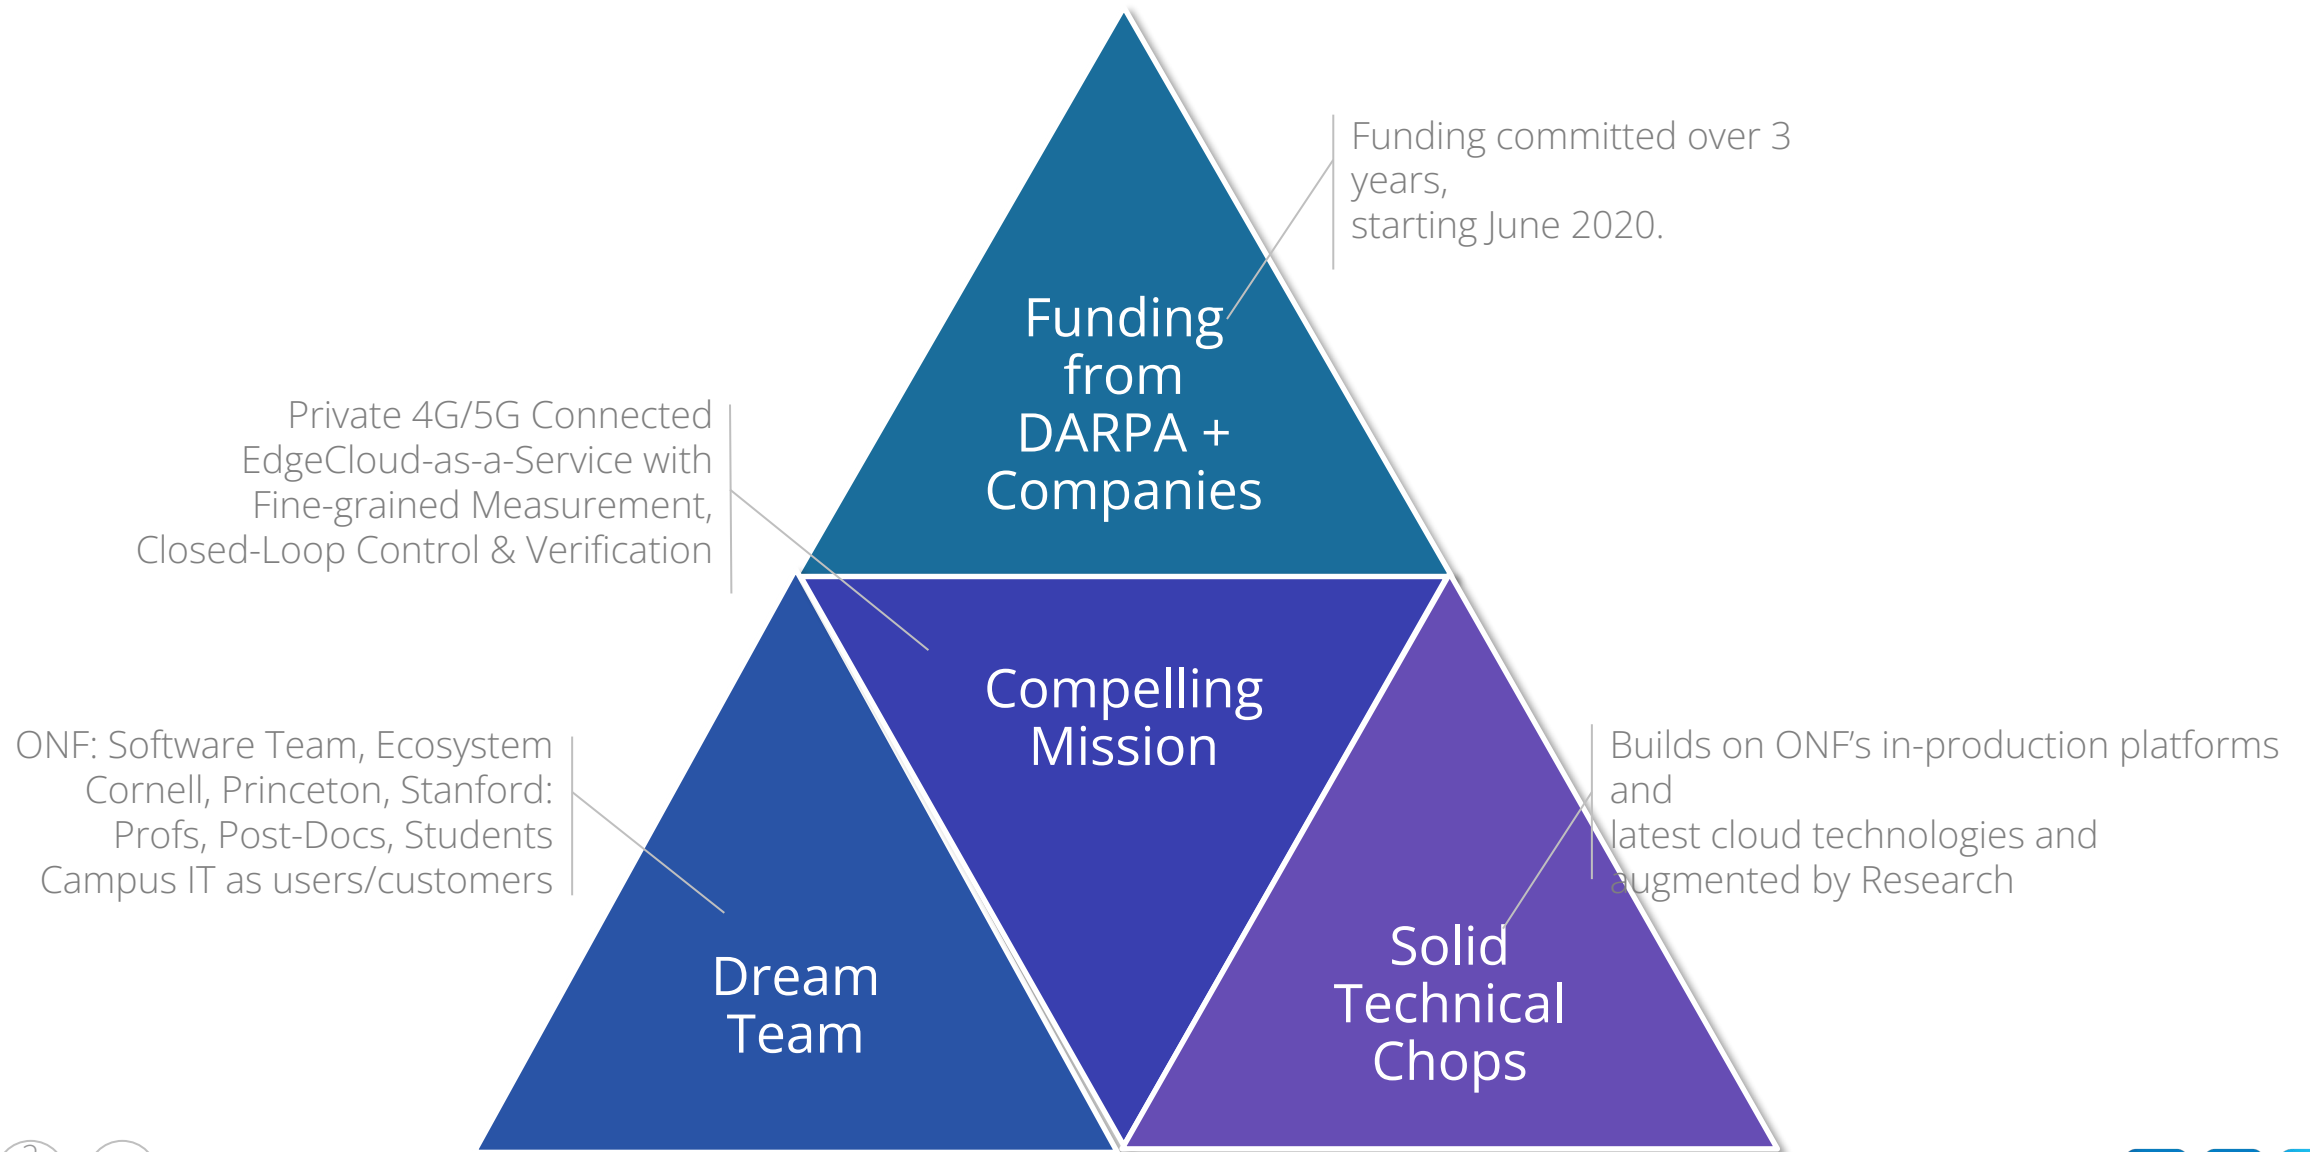 Funding committed over 3
years,
starting June 2020.
Funding
from
DARPA +
Companies
Private 4G/5G Connected
EdgeCloud-as-a-Service with
Fine-grained Measurement,
Closed-Loop Control & Verification
Compelling
Mission
ONF: Software Team, Ecosystem
Cornell, Princeton, Stanford:
Profs, Post-Docs, Students
Campus IT as users/customers
Builds on ONF’s in-production platforms
and
latest cloud technologies and
augmented by Research
Dream
Team
Solid
Technical
Chops